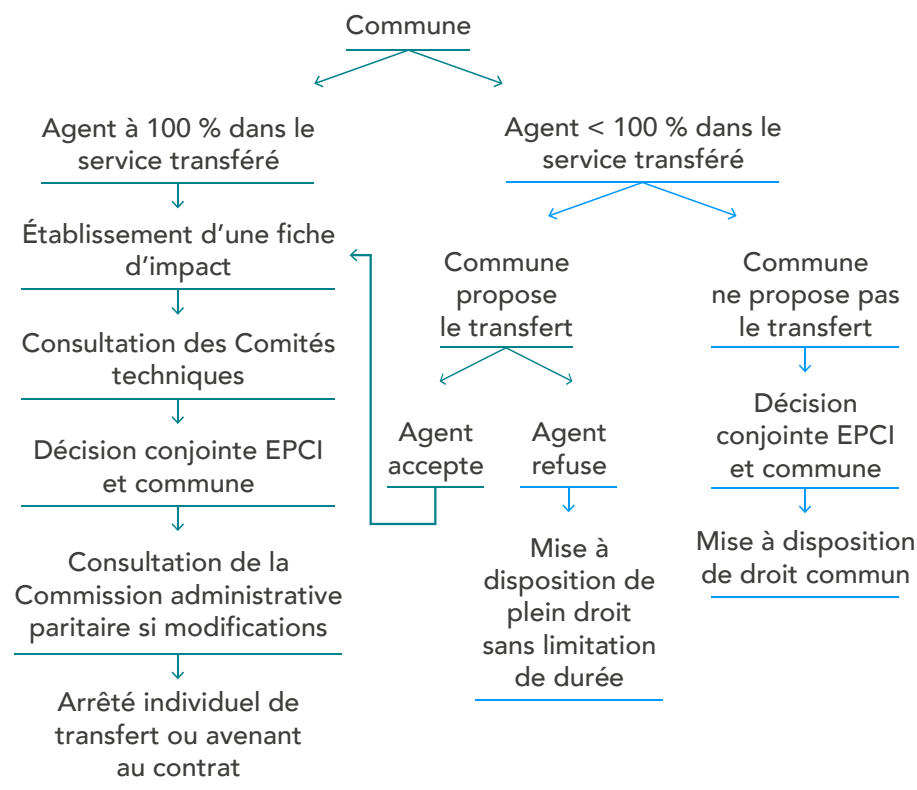 Commune
Agent à 100 % dans le
service transféré
Établissement d’une fiche
d’impact
Consultation des Comités
techniques
Décision conjointe EPCI
et commune
Consultation de la
Commission administrative
paritaire si modifications
Arrêté individuel de
transfert ou avenant
au contrat
Agent < 100 % dans le
service transféré
Commune
propose
le transfert
Agent
accepte
Agent
refuse
Mise à
disposition de
plein droit
sans limitation
de durée
Commune
ne propose pas
le transfert
Décision
conjointe EPCI
et commune
Mise à disposition
de droit commun